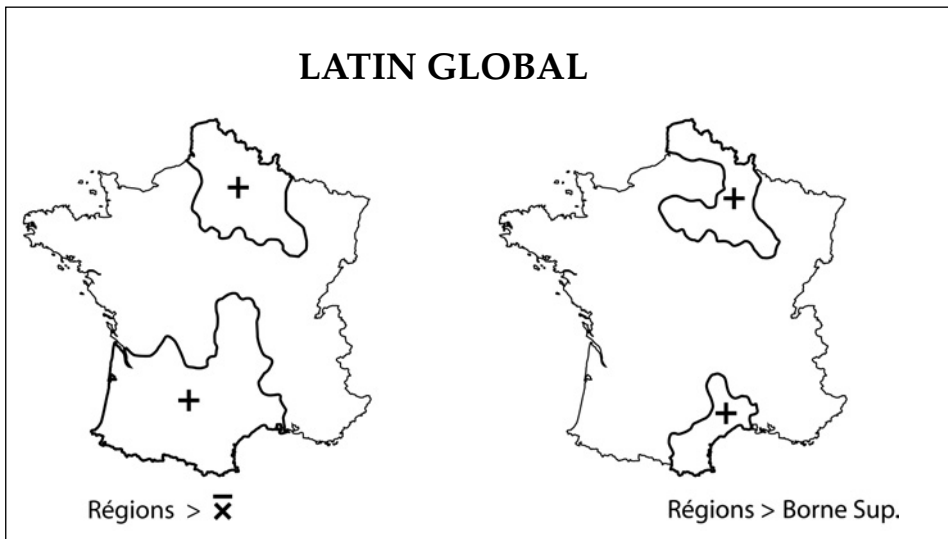 LATIN GLOBAL
+
+
+
+
Régions > x̅
Régions > Borne Sup.